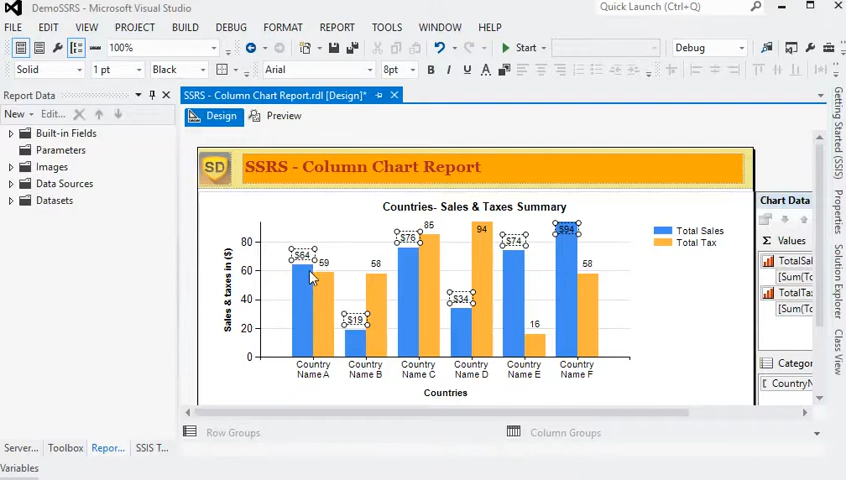 DemoSSRS - Microsoft Visual Studio
Quick Launch (Ctrl+Q)
FILE EDIT VIEW PROJECT BUILD DEBUG FORMAT REPORT TOOLS WINDOW HELP
100% Start Debug
Solid 1 pt Black Arial 8pt B I U A
Report Data
SSRS - Column Chart Report.rdl [Design]*
New Edit...
Design Preview
Built-in Fields
Parameters
Images
Data Sources
Datasets
SD SSRS - Column Chart Report
Countries- Sales & Taxes Summary
Sales & taxes in ($)
80
60
40
20
0
$64 59
$19 58
$76 85
$34 94
$74 16
$94 58
Country Name A
Country Name B
Country Name C
Country Name D
Country Name E
Country Name F
Countries
Total Sales
Total Tax
Chart Data
Σ Values
TotalSal
[Sum(To
TotalTax
[Sum(To
Categor
CountryN
Getting Started (SSIS)
Properties
Solution Explorer
Class View
Row Groups
Column Groups
Server... Toolbox Repor... SSIS T...
Variables